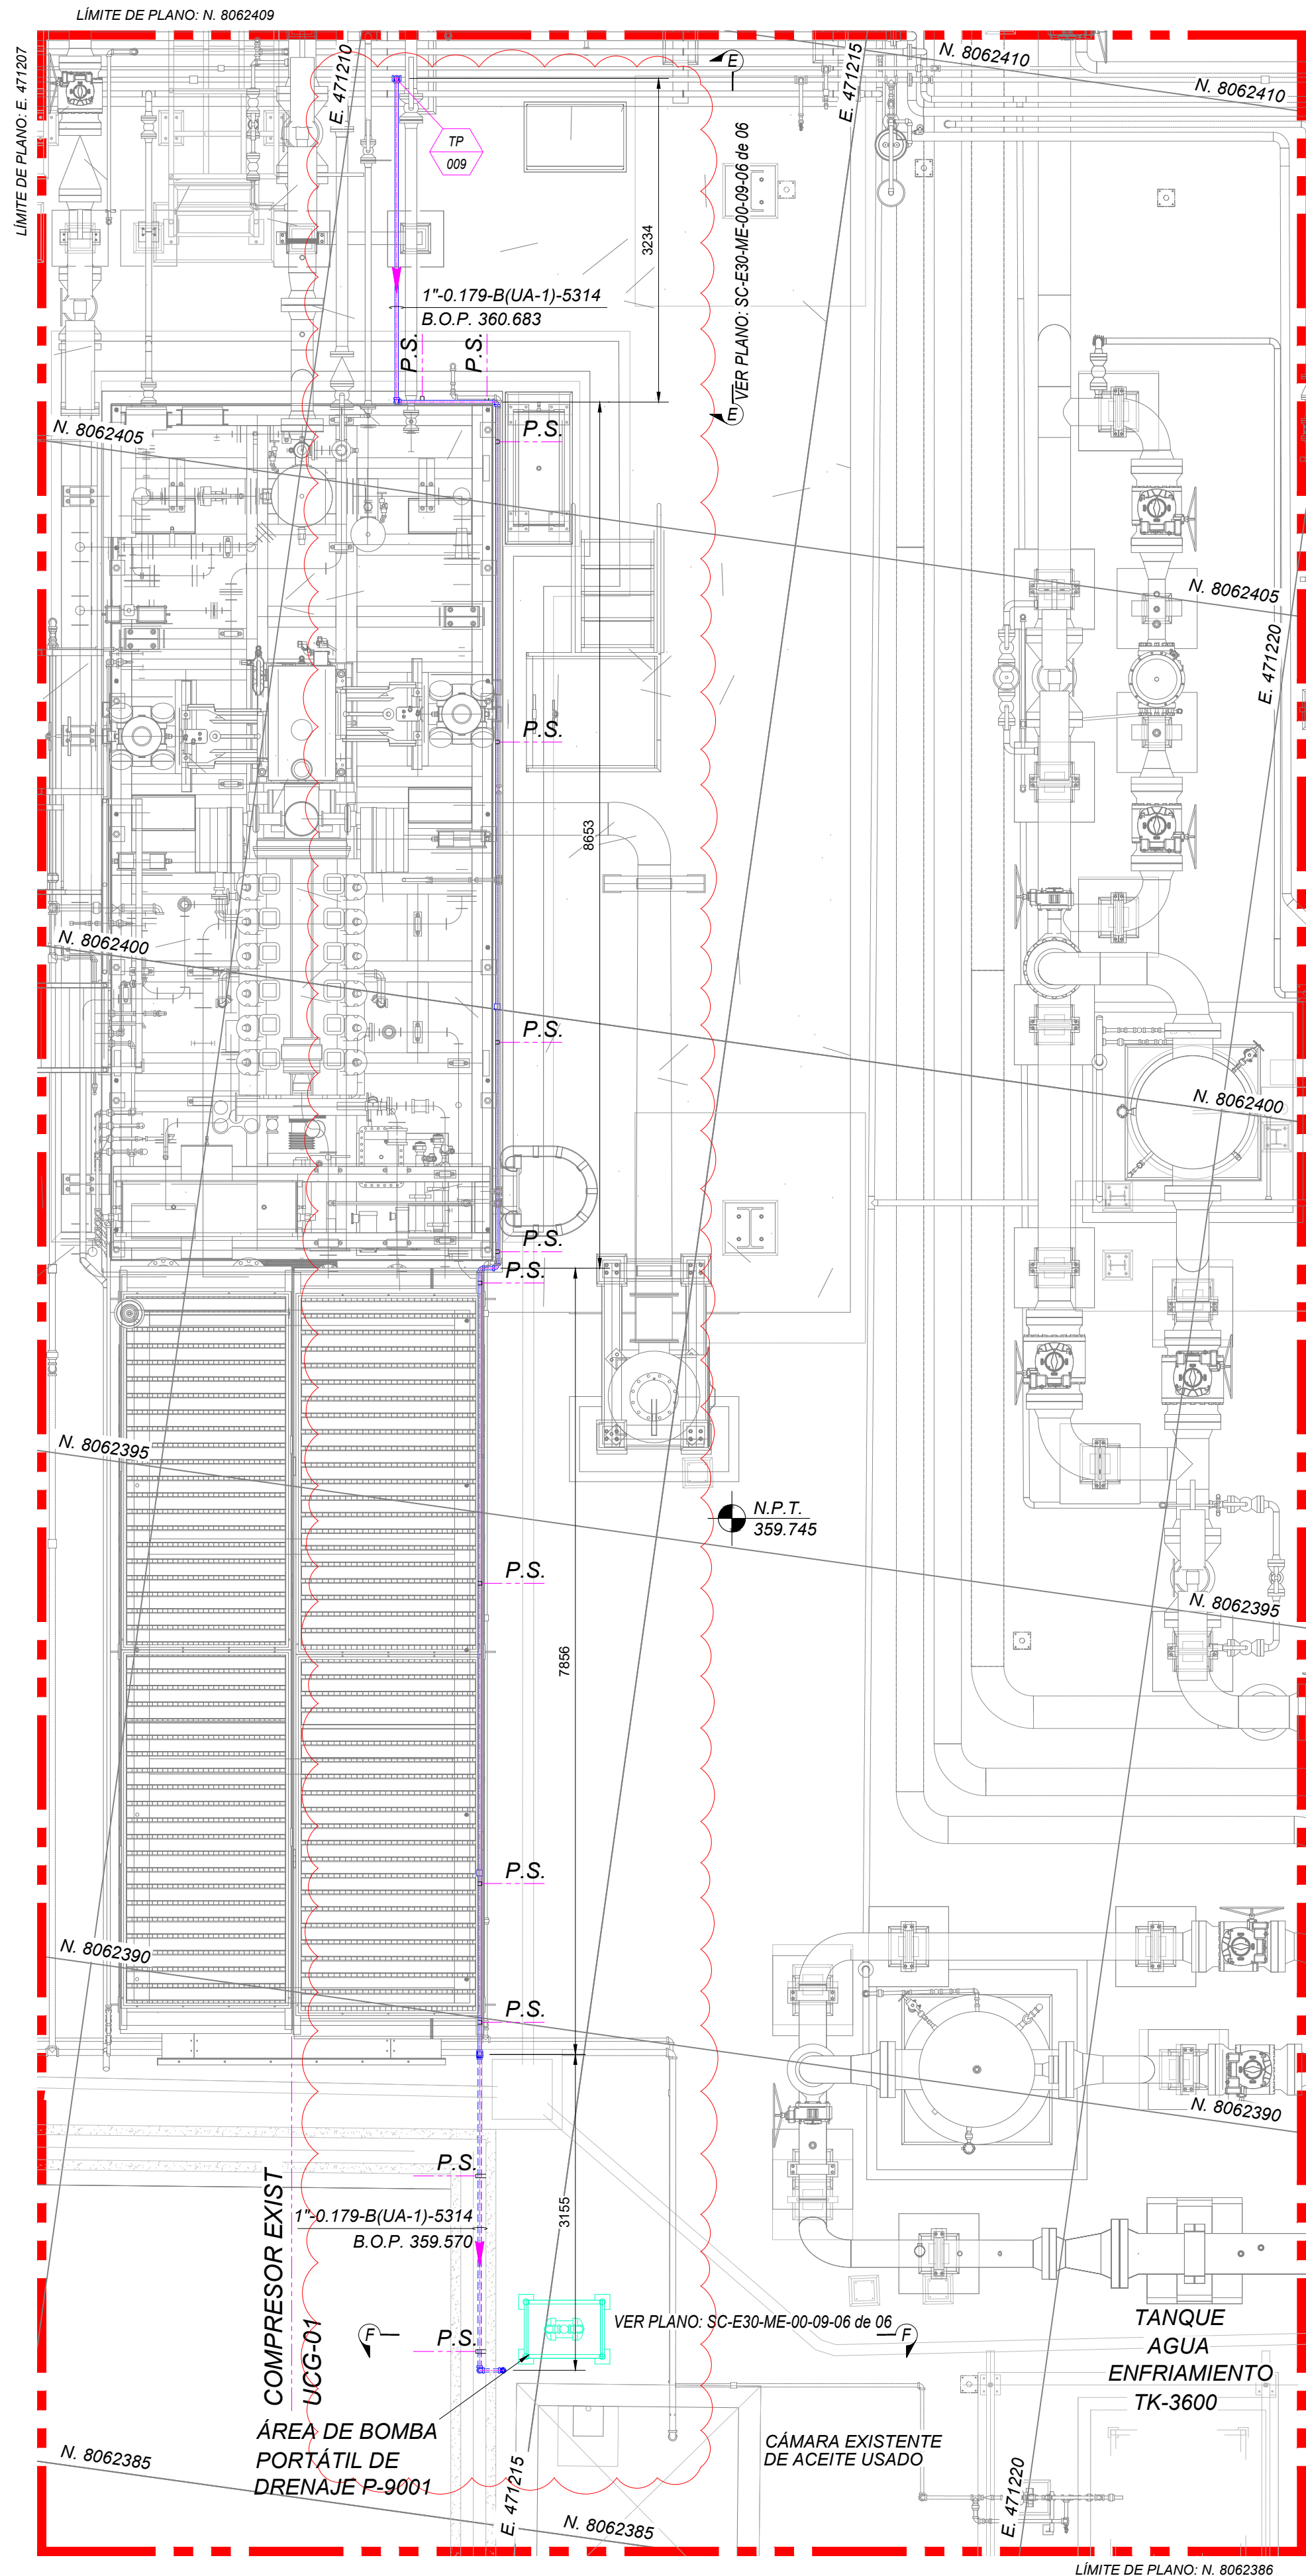 LÍMITE DE PLANO: N. 8062409
LÍMITE DE PLANO: E. 471207
E. 471210
E
E. 471215
N. 8062410
N. 8062410
TP
009
VER PLANO: SC-E30-ME-00-09-06 de 06
3234
1"-0.179-B(UA-1)-5314
B.O.P. 360.683
P.S.
P.S.
E
N. 8062405
P.S.
N. 8062405
E. 471220
P.S.
8653
N. 8062400
P.S.
N. 8062400
P.S.
P.S.
N. 8062395
N.P.T.
359.745
P.S.
N. 8062395
7856
P.S.
N. 8062390
P.S.
N. 8062390
P.S.
COMPRESOR EXIST
UCG-01
1"-0.179-B(UA-1)-5314
B.O.P. 359.570
3155
F
P.S.
VER PLANO: SC-E30-ME-00-09-06 de 06
F
TANQUE
AGUA
ENFRIAMIENTO
TK-3600
ÁREA DE BOMBA
PORTÁTIL DE
DRENAJE P-9001
CÁMARA EXISTENTE
DE ACEITE USADO
N. 8062385
E. 471215
N. 8062385
E. 471220
LÍMITE DE PLANO: N. 8062386